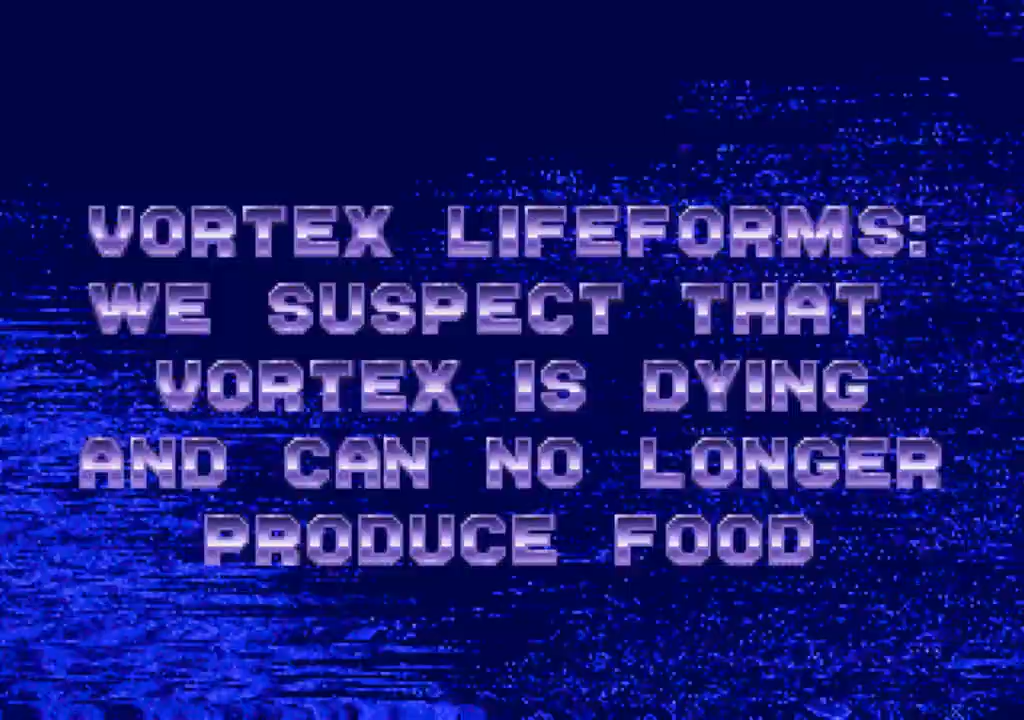 VORTEX LIFEFORMS:
WE SUSPECT THAT
VORTEX IS DYING
AND CAN NO LONGER
PRODUCE FOOD